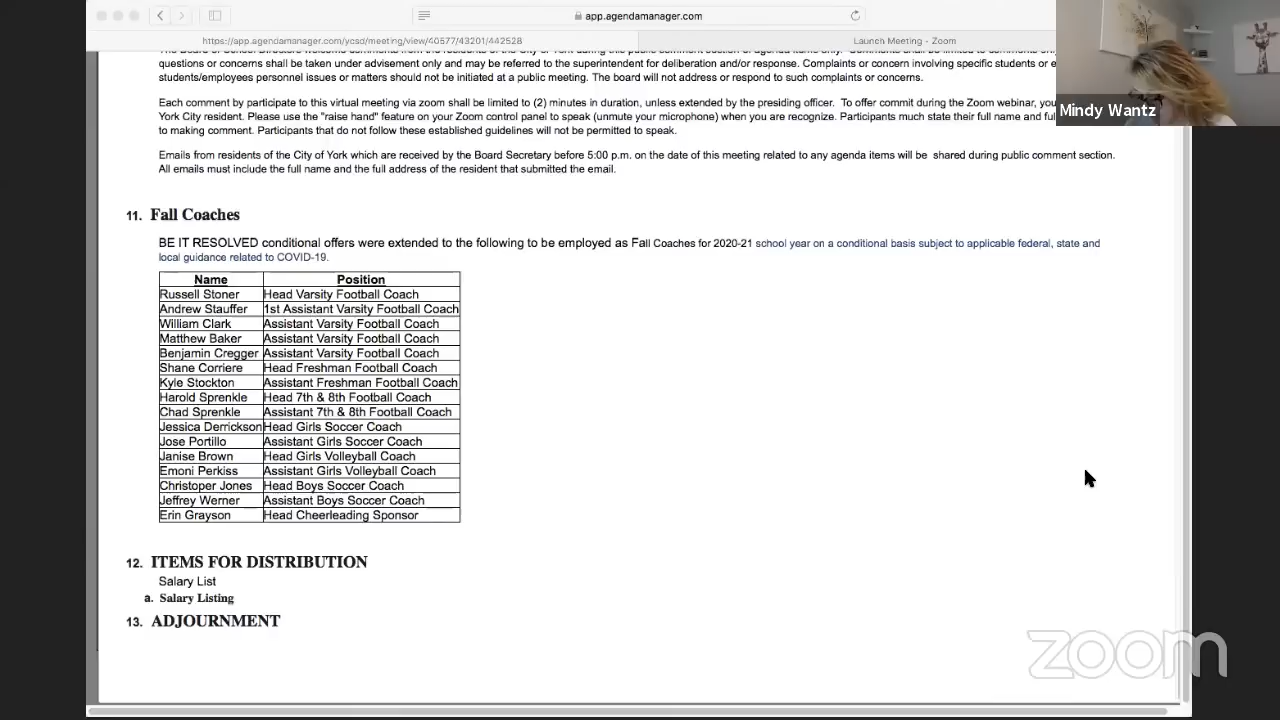 app.agendamanager.com
https://app.agendamanager.com/ycsd/meeting/view/40577/43201/442528
Launch Meeting - Zoom
questions or concerns shall be taken under advisement only and may be referred to the superintendent for deliberation and/or response. Complaints or concern involving specific students or e
students/employees personnel issues or matters should not be initiated at a public meeting. The board will not address or respond to such complaints or concerns.
Each comment by participate to this virtual meeting via zoom shall be limited to (2) minutes in duration, unless extended by the presiding officer. To offer commit during the Zoom webinar, you
York City resident. Please use the "raise hand" feature on your Zoom control panel to speak (unmute your microphone) when you are recognize. Participants much state their full name and full
to making comment. Participants that do not follow these established guidelines will not be permitted to speak.
Mindy Wantz
Emails from residents of the City of York which are received by the Board Secretary before 5:00 p.m. on the date of this meeting related to any agenda items will be shared during public comment section.
All emails must include the full name and the full address of the resident that submitted the email.
11. Fall Coaches
BE IT RESOLVED conditional offers were extended to the following to be employed as Fall Coaches for 2020-21 school year on a conditional basis subject to applicable federal, state and
local guidance related to COVID-19.
Name Position
Russell Stoner Head Varsity Football Coach
Andrew Stauffer 1st Assistant Varsity Football Coach
William Clark Assistant Varsity Football Coach
Matthew Baker Assistant Varsity Football Coach
Benjamin Cregger Assistant Varsity Football Coach
Shane Corriere Head Freshman Football Coach
Kyle Stockton Assistant Freshman Football Coach
Harold Sprenkle Head 7th & 8th Football Coach
Chad Sprenkle Assistant 7th & 8th Football Coach
Jessica Derrickson Head Girls Soccer Coach
Jose Portillo Assistant Girls Soccer Coach
Janise Brown Head Girls Volleyball Coach
Emoni Perkiss Assistant Girls Volleyball Coach
Christoper Jones Head Boys Soccer Coach
Jeffrey Werner Assistant Boys Soccer Coach
Erin Grayson Head Cheerleading Sponsor
12. ITEMS FOR DISTRIBUTION
Salary List
a. Salary Listing
13. ADJOURNMENT
zoom